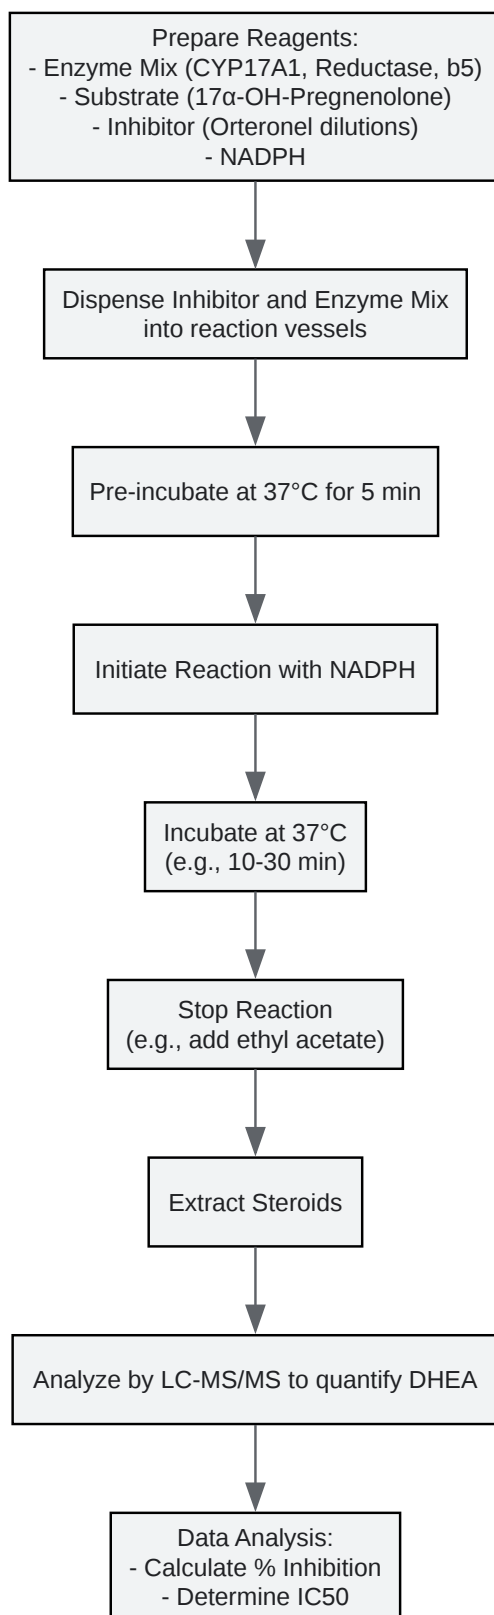 Prepare Reagents:
- Enzyme Mix (CYP17A1, Reductase, b5)
- Substrate (17α-OH-Pregnenolone)
- Inhibitor (Orteronel dilutions)
- NADPH
Dispense Inhibitor and Enzyme Mix
into reaction vessels
Pre-incubate at 37°C for 5 min
Initiate Reaction with NADPH
Incubate at 37°C
(e.g., 10-30 min)
Stop Reaction
(e.g., add ethyl acetate)
Extract Steroids
Analyze by LC-MS/MS to quantify DHEA
Data Analysis:
- Calculate % Inhibition
- Determine IC50